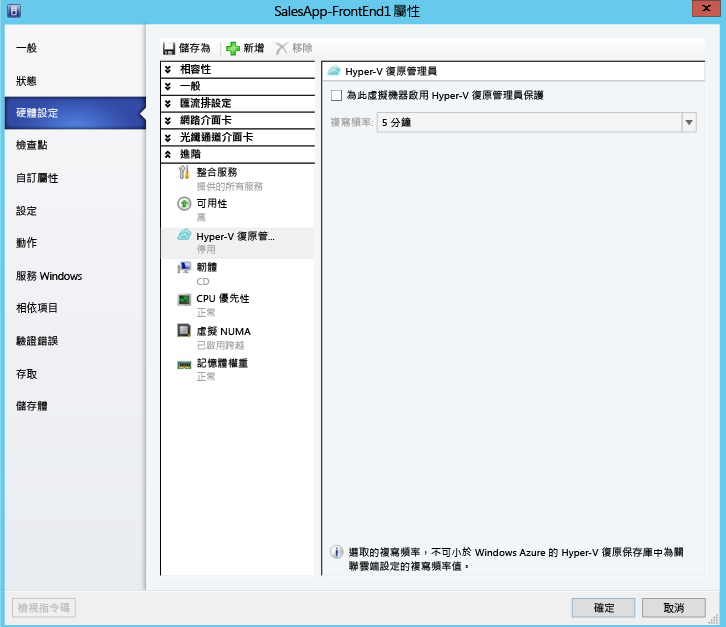 SalesApp-FrontEnd1 屬性
一般
狀態
硬體設定
檢查點
自訂屬性
設定
動作
服務 Windows
相依項目
驗證錯誤
存取
儲存體
儲存為 新增 移除
相容性
一般
匯流排設定
網路介面卡
光纖通道介面卡
進階
整合服務
提供的所有服務
可用性
高
Hyper-V 復原管...
停用
韌體
CD
CPU 優先性
正常
虛擬 NUMA
已啟用跨越
記憶體權重
正常
Hyper-V 復原管理員
為此虛擬機器啟用 Hyper-V 復原管理員保護
複寫頻率: 5 分鐘
選取的複寫頻率，不可小於 Windows Azure 的 Hyper-V 復原保存庫中為關
聯雲端設定的複寫頻率值。
檢視指令碼
確定 取消